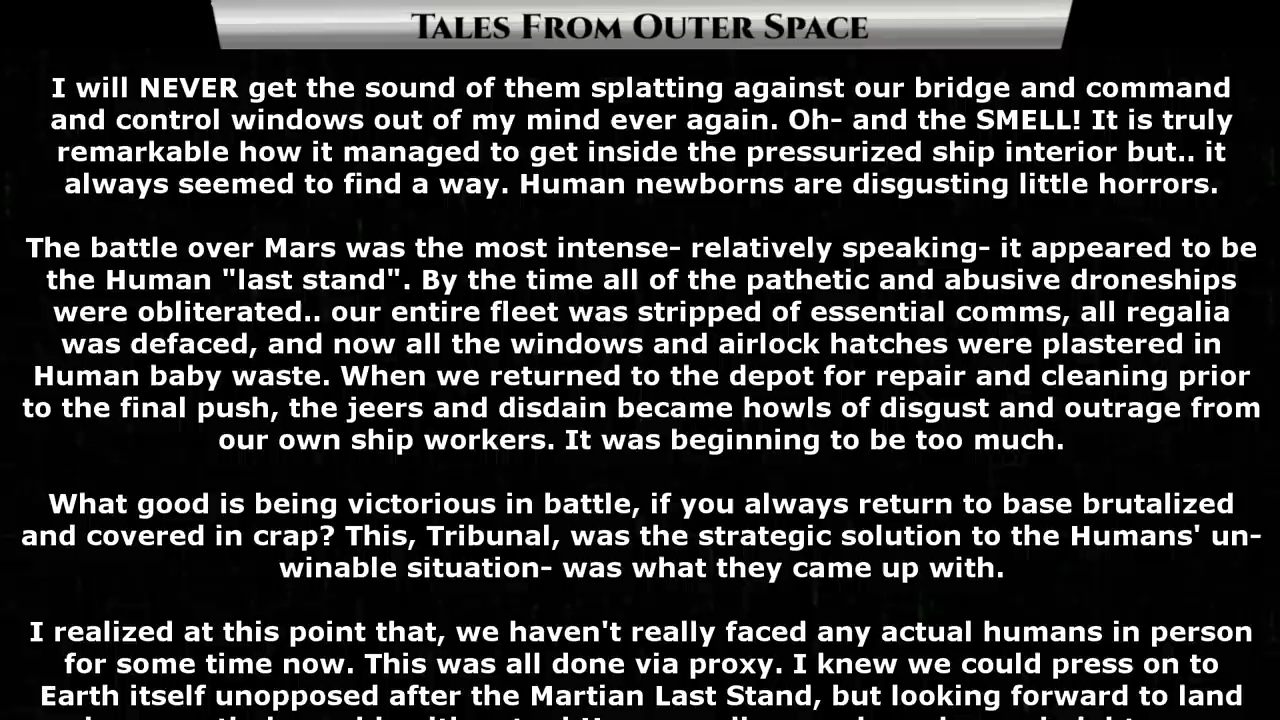 TALES FROM OUTER SPACE
I will NEVER get the sound of them splatting against our bridge and command
and control windows out of my mind ever again. Oh- and the SMELL! It is truly
remarkable how it managed to get inside the pressurized ship interior but.. it
always seemed to find a way. Human newborns are disgusting little horrors.
The battle over Mars was the most intense- relatively speaking- it appeared to be
the Human "last stand". By the time all of the pathetic and abusive droneships
were obliterated.. our entire fleet was stripped of essential comms, all regalia
was defaced, and now all the windows and airlock hatches were plastered in
Human baby waste. When we returned to the depot for repair and cleaning prior
to the final push, the jeers and disdain became howls of disgust and outrage from
our own ship workers. It was beginning to be too much.
What good is being victorious in battle, if you always return to base brutalized
and covered in crap? This, Tribunal, was the strategic solution to the Humans' un-
winable situation- was what they came up with.
I realized at this point that, we haven't really faced any actual humans in person
for some time now. This was all done via proxy. I knew we could press on to
Earth itself unopposed after the Martian Last Stand, but looking forward to land